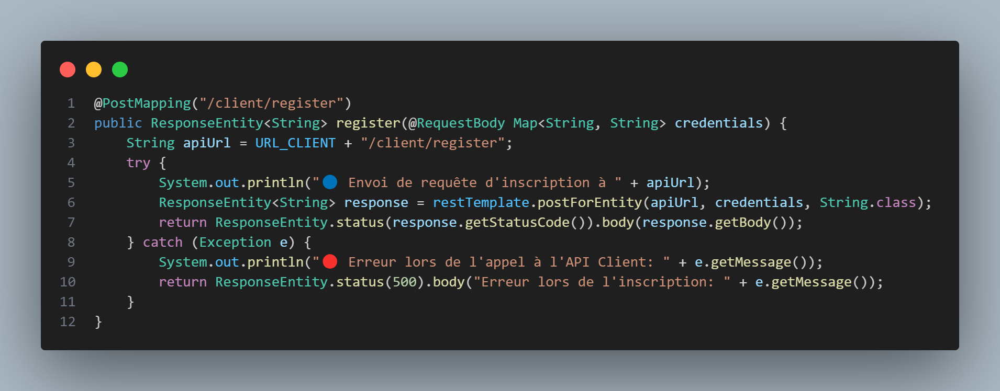 1 @PostMapping("/client/register")
2 public ResponseEntity<String> register(@RequestBody Map<String, String> credentials) {
3     String apiUrl = URL_CLIENT + "/client/register";
4     try {
5         System.out.println("🔵 Envoi de requête d'inscription à " + apiUrl);
6         ResponseEntity<String> response = restTemplate.postForEntity(apiUrl, credentials, String.class);
7         return ResponseEntity.status(response.getStatusCode()).body(response.getBody());
8     } catch (Exception e) {
9         System.out.println("🔴 Erreur lors de l'appel à l'API Client: " + e.getMessage());
10         return ResponseEntity.status(500).body("Erreur lors de l'inscription: " + e.getMessage());
11     }
12 }